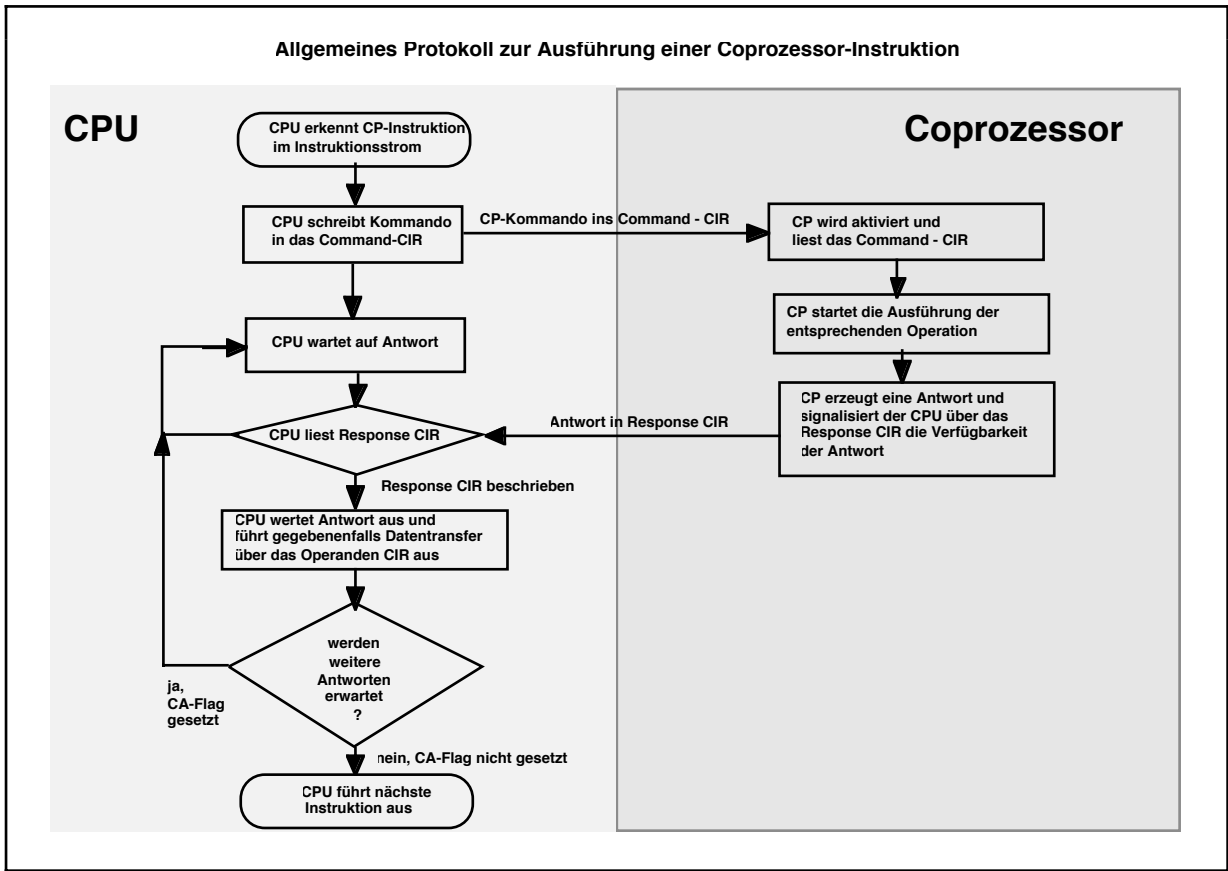 Allgemeines Protokoll zur Ausführung einer Coprozessor-Instruktion
CPU
Coprozessor
CPU erkennt CP-Instruktion
im Instruktionsstrom
CPU schreibt Kommando
in das Command-CIR
CP-Kommando ins Command - CIR
CP wird aktiviert und
liest das Command - CIR
CP startet die Ausführung der
entsprechenden Operation
CPU wartet auf Antwort
CP erzeugt eine Antwort und
signalisiert der CPU über das
Response CIR die Verfügbarkeit
der Antwort
Antwort in Response CIR
CPU liest Response CIR
Response CIR beschrieben
CPU wertet Antwort aus und
führt gegebenenfalls Datentransfer
über das Operanden CIR aus
werden
weitere
Antworten
erwartet
?
ja,
CA-Flag
gesetzt
nein, CA-Flag nicht gesetzt
CPU führt nächste
Instruktion aus